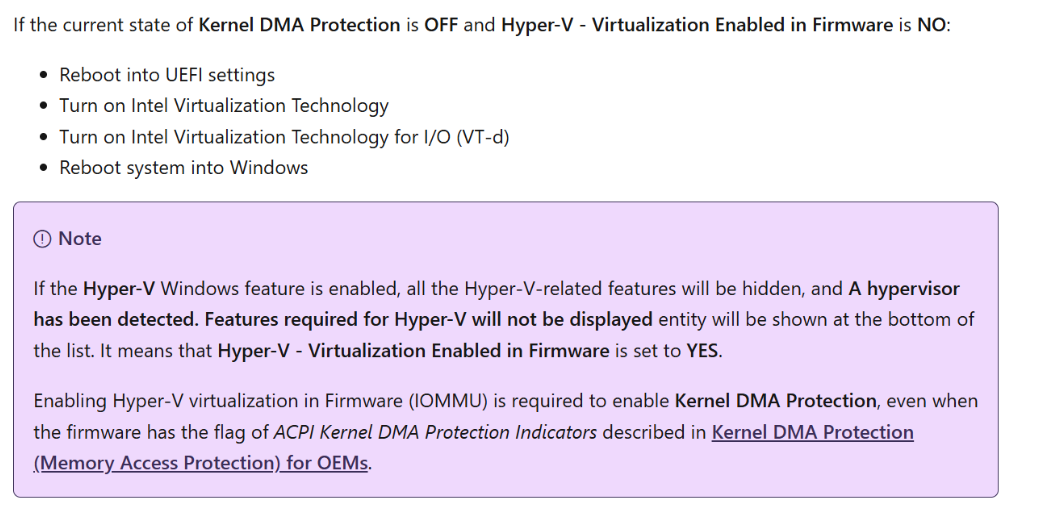 If the current state of Kernel DMA Protection is OFF and Hyper-V - Virtualization Enabled in Firmware is NO:
Reboot into UEFI settings
Turn on Intel Virtualization Technology
Turn on Intel Virtualization Technology for I/O (VT-d)
Reboot system into Windows
Note
If the Hyper-V Windows feature is enabled, all the Hyper-V-related features will be hidden, and A hypervisor
has been detected. Features required for Hyper-V will not be displayed entity will be shown at the bottom of
the list. It means that Hyper-V - Virtualization Enabled in Firmware is set to YES.
Enabling Hyper-V virtualization in Firmware (IOMMU) is required to enable Kernel DMA Protection, even when
the firmware has the flag of ACPI Kernel DMA Protection Indicators described in Kernel DMA Protection
(Memory Access Protection) for OEMs.